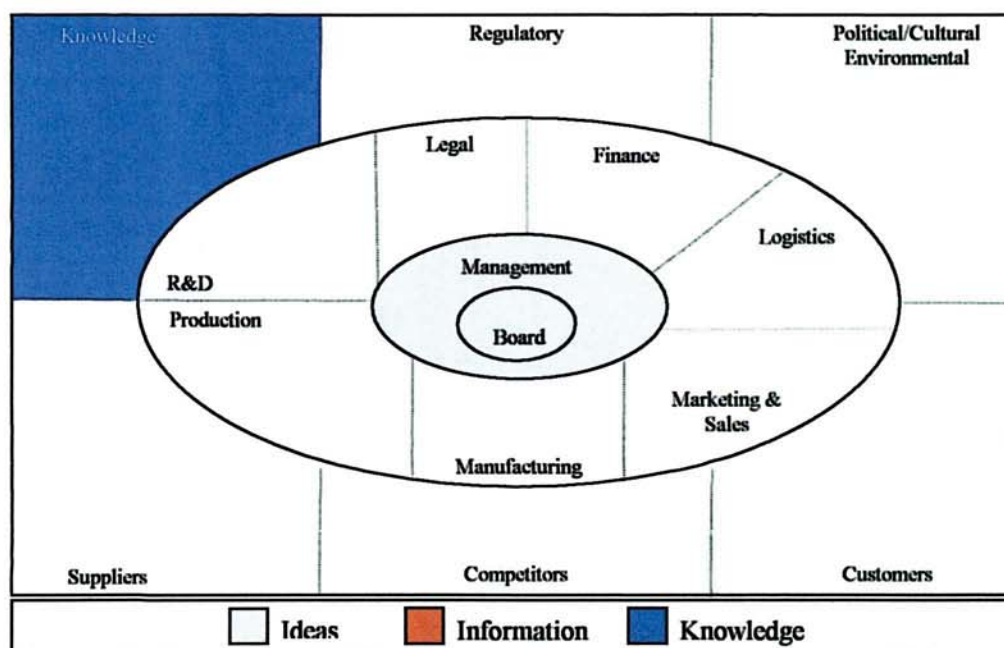 Knowledge
Regulatory
Political/Cultural
Environmental
Legal
Finance
Logistics
Management
R&D
Production
Board
Marketing &
Sales
Manufacturing
Suppliers
Competitors
Customers
Ideas
Information
Knowledge